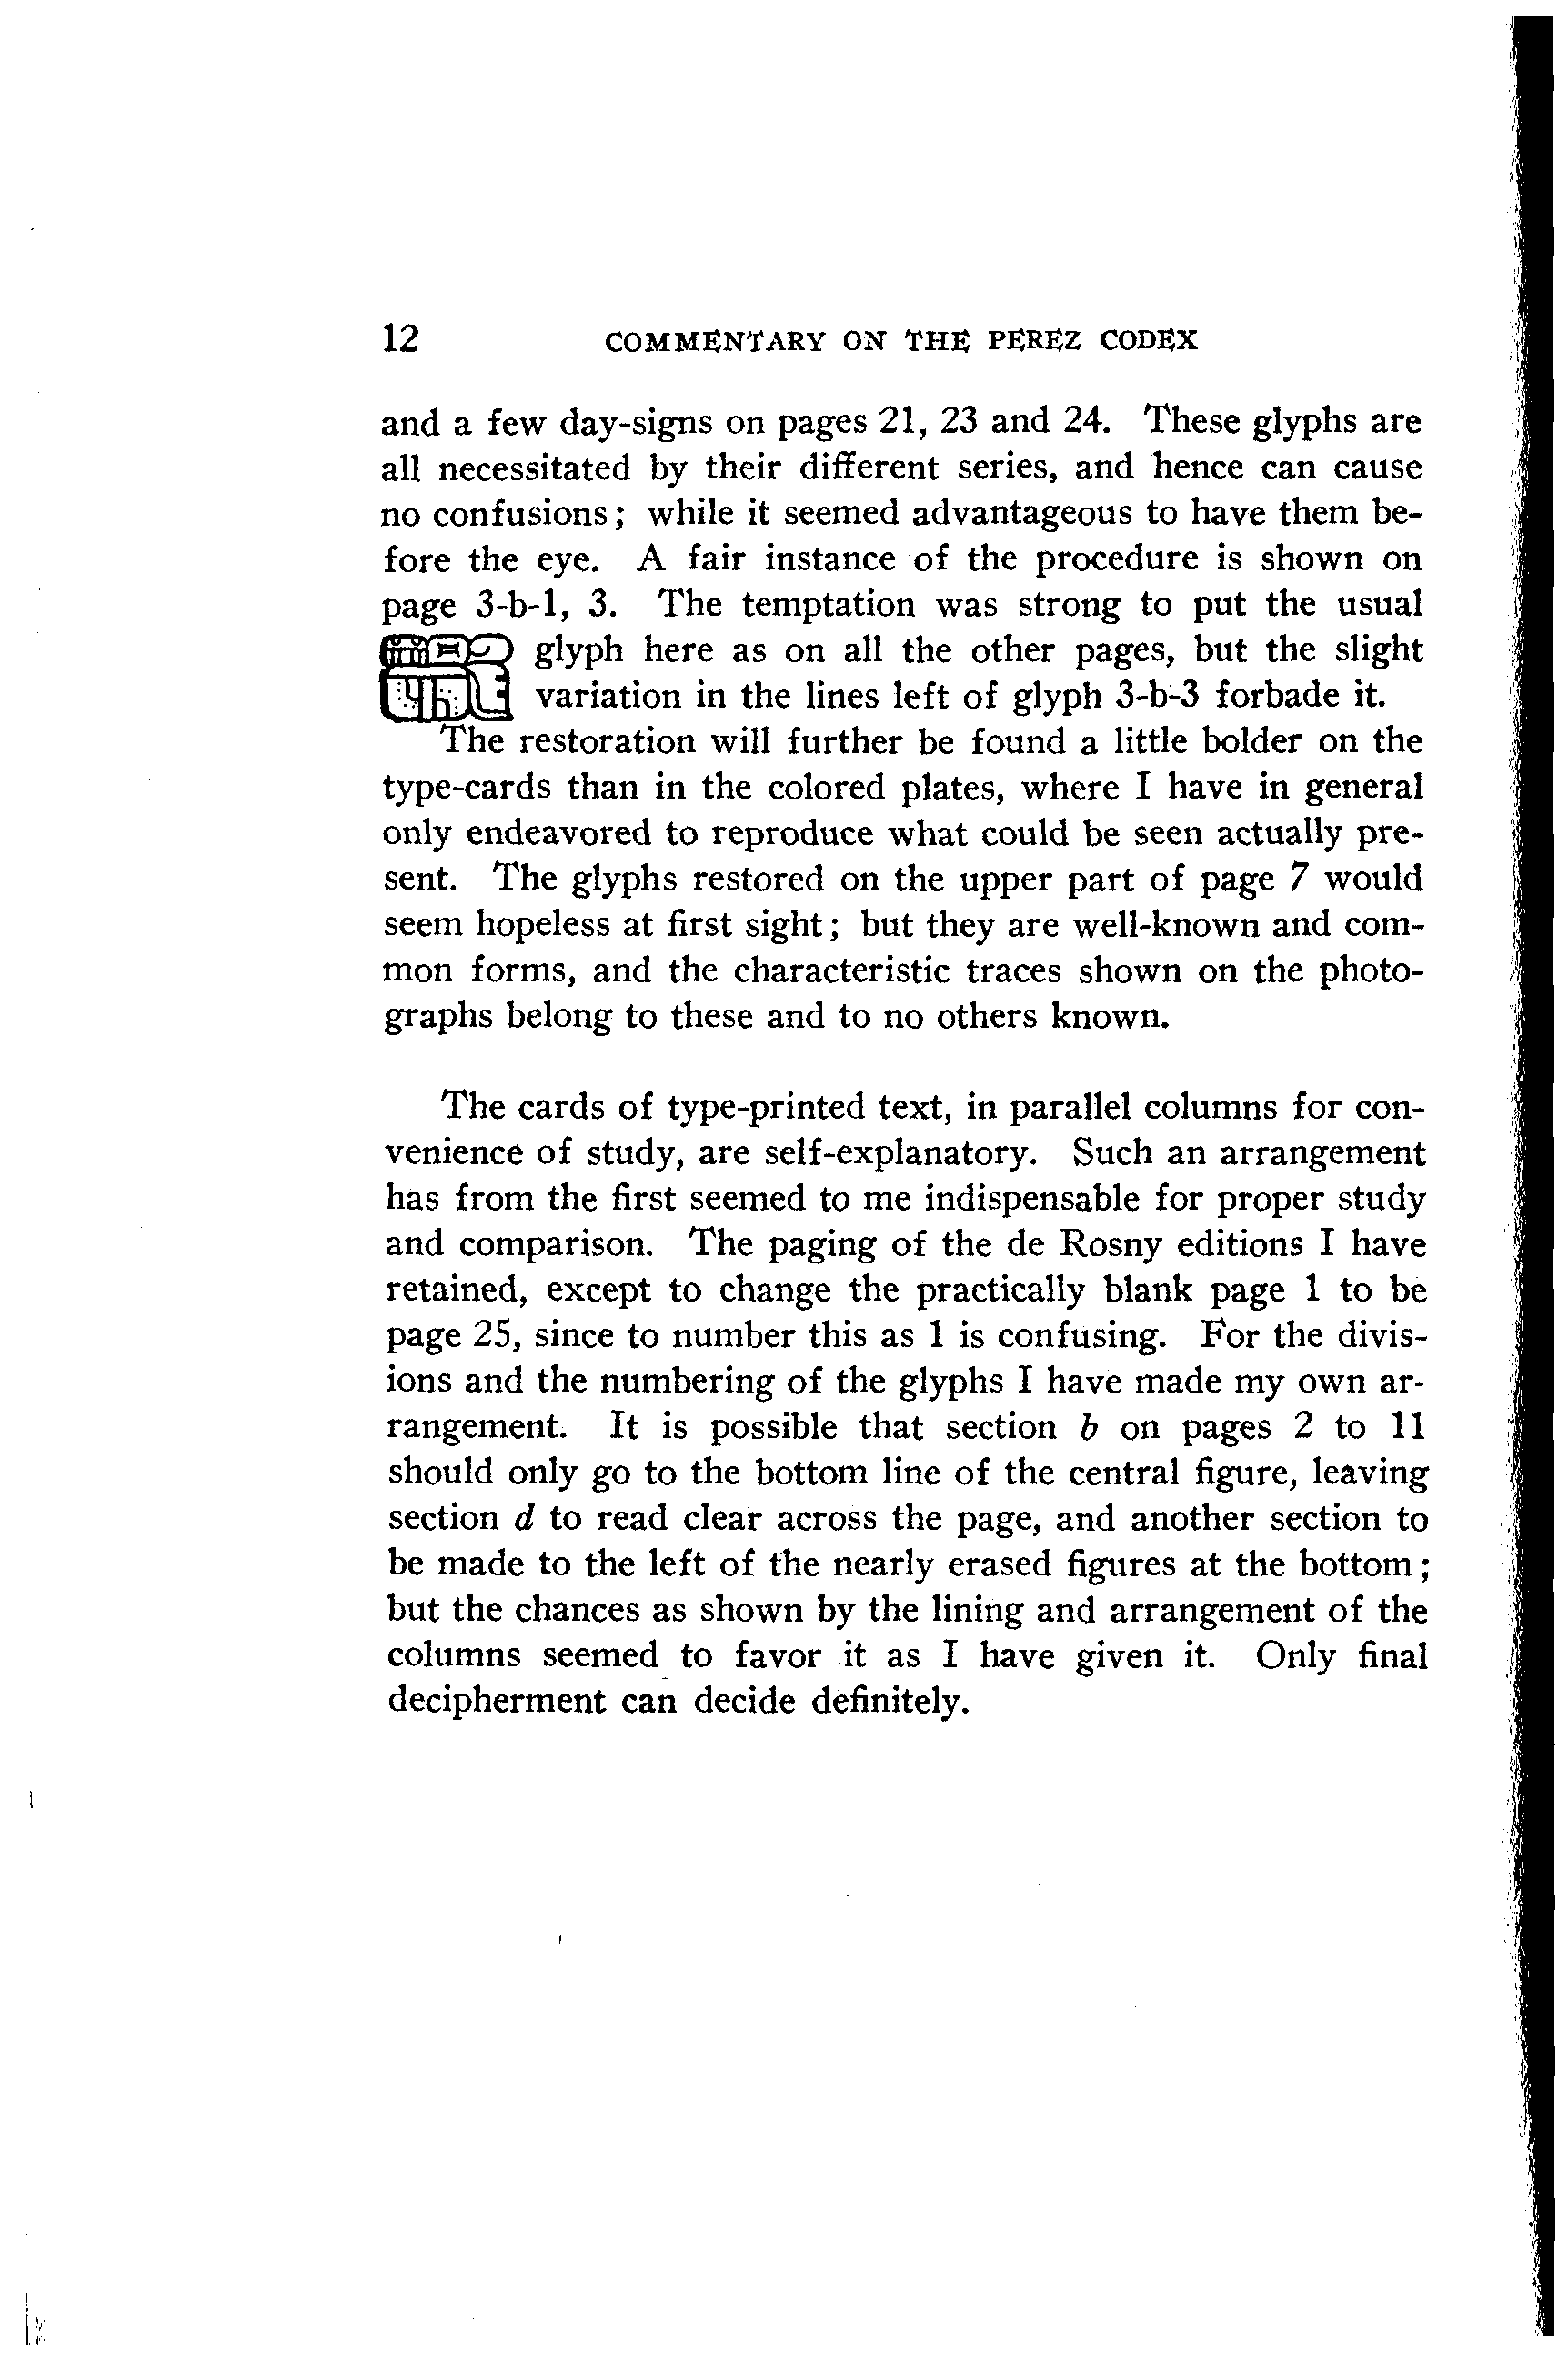 12 COMMENTARY ON THE PEREZ CODEX
and a few day-signs on pages 21, 23 and 24. These glyphs are
all necessitated by their different series, and hence can cause
no confusions; while it seemed advantageous to have them be-
fore the eye. A fair instance of the procedure is shown on
page 3-b-1, 3. The temptation was strong to put the usual
glyph here as on all the other pages, but the slight
variation in the lines left of glyph 3-b-3 forbade it.
The restoration will further be found a little bolder on the
type-cards than in the colored plates, where I have in general
only endeavored to reproduce what could be seen actually pre-
sent. The glyphs restored on the upper part of page 7 would
seem hopeless at first sight; but they are well-known and com-
mon forms, and the characteristic traces shown on the photo-
graphs belong to these and to no others known.
The cards of type-printed text, in parallel columns for con-
venience of study, are self-explanatory. Such an arrangement
has from the first seemed to me indispensable for proper study
and comparison. The paging of the de Rosny editions I have
retained, except to change the practically blank page 1 to be
page 25, since to number this as 1 is confusing. For the divis-
ions and the numbering of the glyphs I have made my own ar-
rangement. It is possible that section b on pages 2 to 11
should only go to the bottom line of the central figure, leaving
section d to read clear across the page, and another section to
be made to the left of the nearly erased figures at the bottom;
but the chances as shown by the lining and arrangement of the
columns seemed to favor it as I have given it. Only final
decipherment can decide definitely.